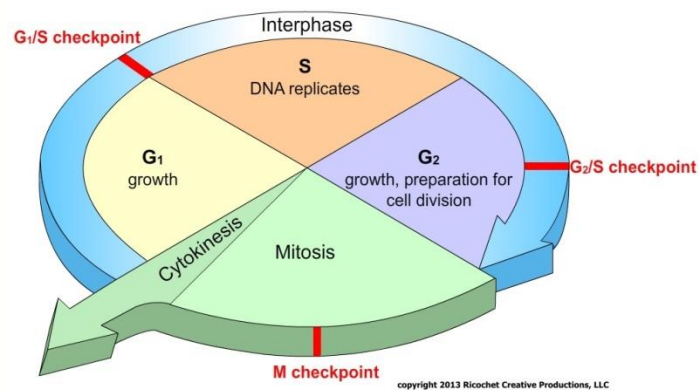 Interphase
G1/S checkpoint
S
DNA replicates
G1
growth
G2
growth, preparation for
cell division
G2/S checkpoint
Cytokinesis
Mitosis
M checkpoint
copyright 2013 Ricochet Creative Productions, LLC